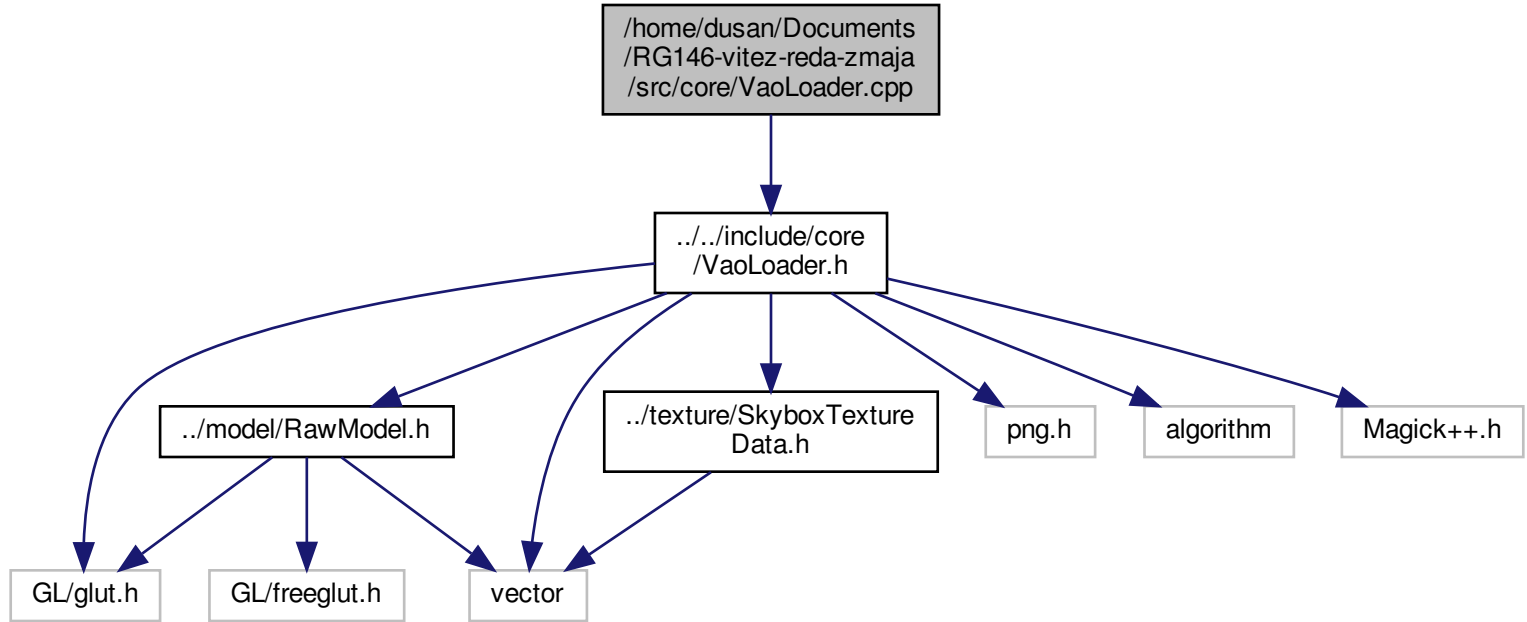 /home/dusan/Documents
/RG146-vitez-reda-zmaja
/src/core/VaoLoader.cpp
../../include/core
/VaoLoader.h
../model/RawModel.h
../texture/SkyboxTexture
Data.h
png.h
algorithm
Magick++.h
GL/glut.h
GL/freeglut.h
vector